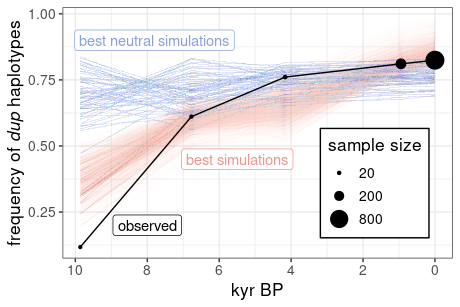 1.00
best neutral simulations
0.75
0.50
0.25
frequency of dup haplotypes
best simulations
observed
sample size
20
200
800
10 8 6 4 2 0
kyr BP